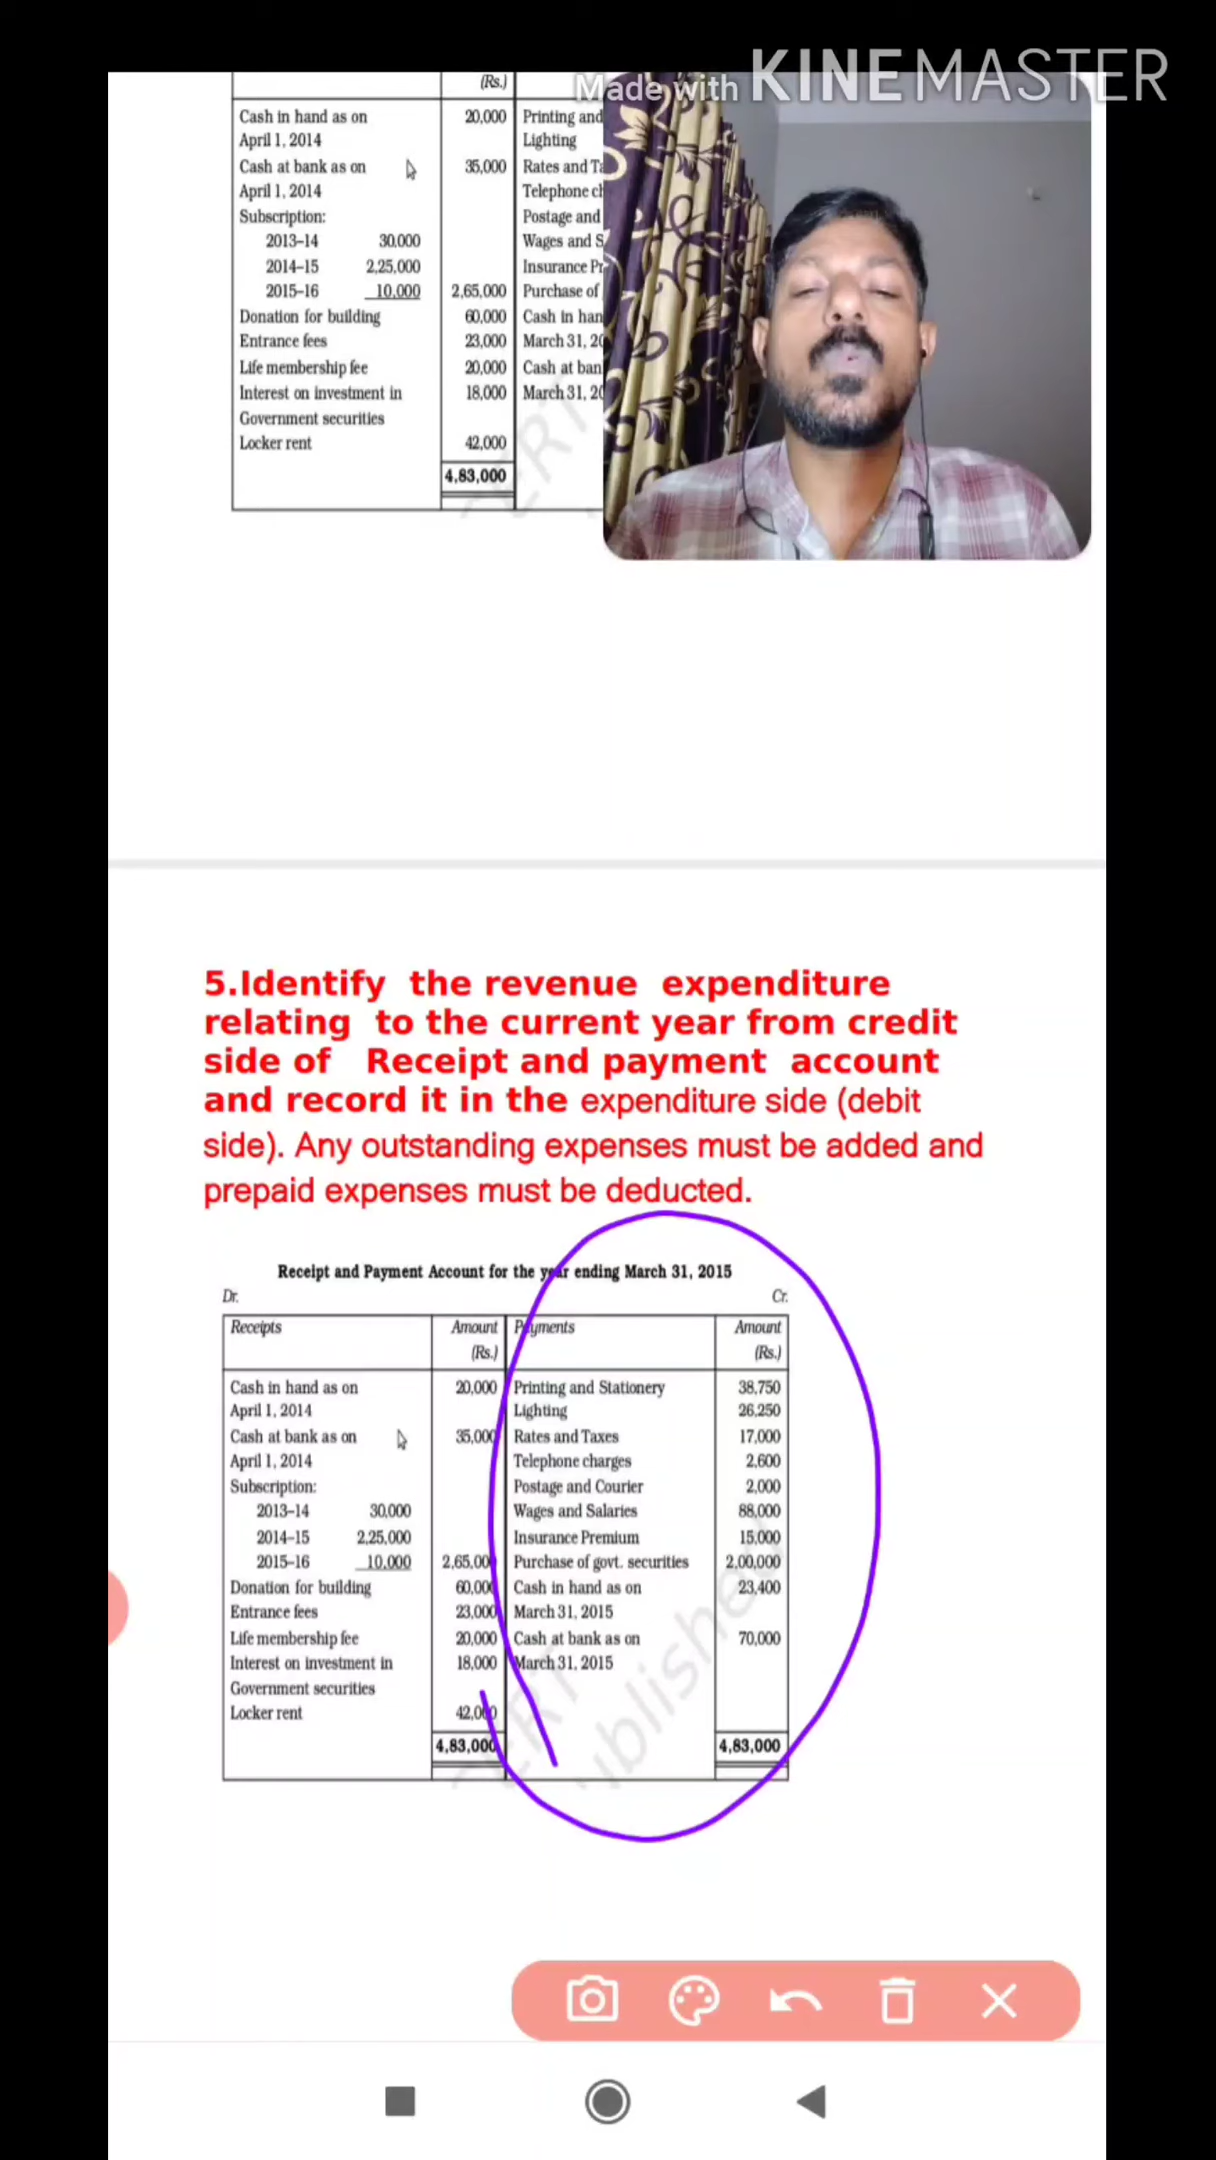 Made with KINEMASTER
(Rs.)
Cash in hand as on 20,000 Printing and
April 1, 2014 Lighting
Cash at bank as on 35,000 Rates and
April 1, 2014 Telephone
Subscription: Postage and
2013–14 30,000 Wages and
2014–15 2,25,000 Insurance
2015–16 10,000 2,65,000 Purchase of
Donation for building 60,000 Cash in
Entrance fees 23,000 March 31,
Life membership fee 20,000 Cash at
Interest on investment in 18,000 March 31,
Government securities
Locker rent 42,000
4,83,000
5.Identify the revenue expenditure
relating to the current year from credit
side of Receipt and payment account
and record it in the expenditure side (debit
side). Any outstanding expenses must be added and
prepaid expenses must be deducted.
Receipt and Payment Account for the year ending March 31, 2015
Dr. Cr.
Receipts Amount Payments Amount
(Rs.) (Rs.)
Cash in hand as on 20,000 Printing and Stationery 38,750
April 1, 2014 Lighting 26,250
Cash at bank as on 35,000 Rates and Taxes 17,000
April 1, 2014 Telephone charges 2,600
Subscription: Postage and Courier 2,000
2013–14 30,000 Wages and Salaries 88,000
2014–15 2,25,000 Insurance Premium 15,000
2015–16 10,000 2,65,000 Purchase of govt. securities 2,00,000
Donation for building 60,000 Cash in hand as on 23,400
Entrance fees 23,000 March 31, 2015
Life membership fee 20,000 Cash at bank as on 70,000
Interest on investment in 18,000 March 31, 2015
Government securities
Locker rent 42,000
4,83,000 4,83,000